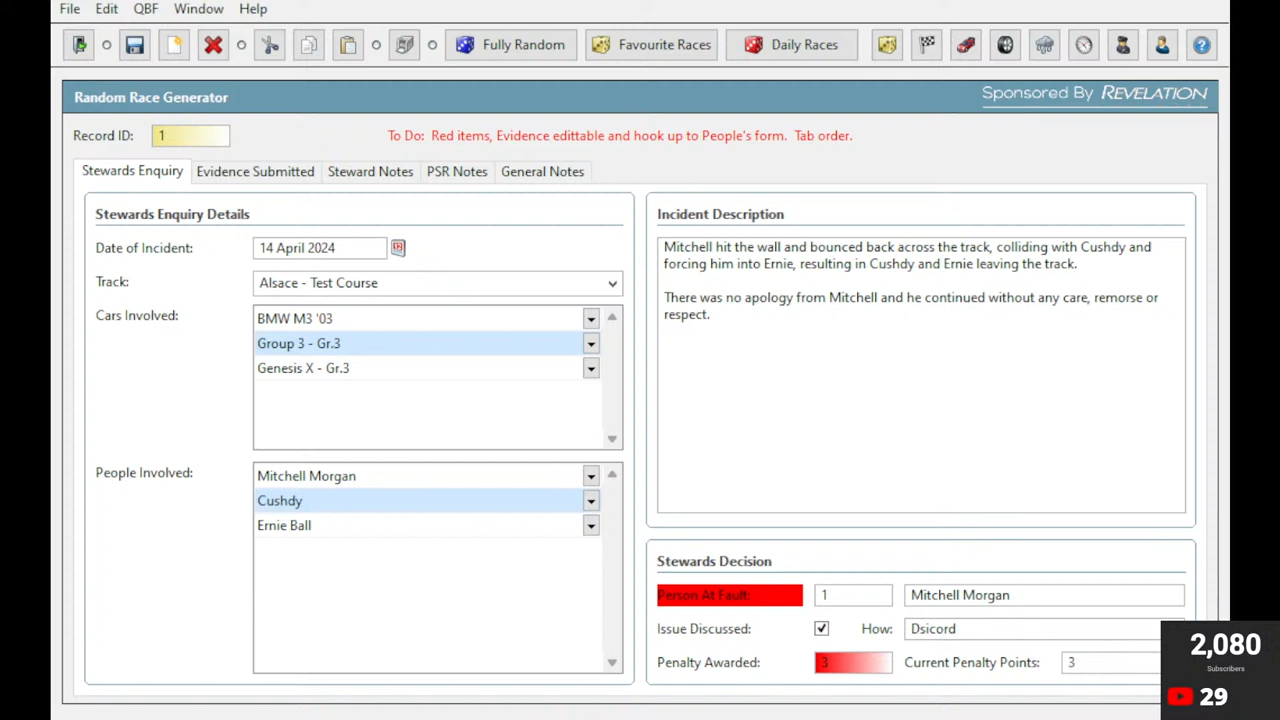 File Edit QBF Window Help
Fully Random Favourite Races Daily Races
Random Race Generator
Sponsored By REVELATION
Record ID: 1
To Do: Red items, Evidence edittable and hook up to People's form. Tab order.
Stewards Enquiry Evidence Submitted Steward Notes PSR Notes General Notes
Stewards Enquiry Details
Date of Incident: 14 April 2024
Track: Alsace - Test Course
Cars Involved: BMW M3 '03
Group 3 - Gr.3
Genesis X - Gr.3
People Involved: Mitchell Morgan
Cushdy
Ernie Ball
Incident Description
Mitchell hit the wall and bounced back across the track, colliding with Cushdy and
forcing him into Ernie, resulting in Cushdy and Ernie leaving the track.
There was no apology from Mitchell and he continued without any care, remorse or
respect.
Stewards Decision
Person At Fault: 1 Mitchell Morgan
Issue Discussed: How: Dsicord
Penalty Awarded: 3 Current Penalty Points: 3
2,080
Subscribers
29